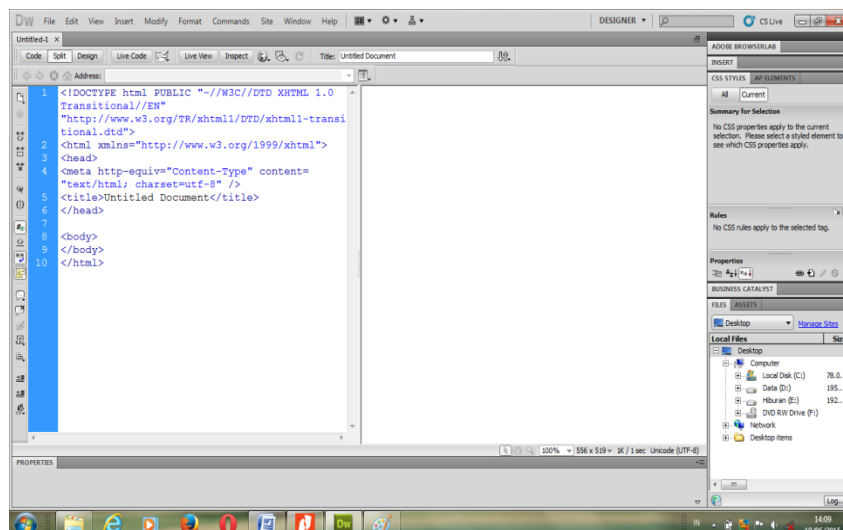 DW File Edit View Insert Modify Format Commands Site Window Help DESIGNER CS Live
Untitled-1 ×
Code Split Design Live Code Live View Inspect Title: Untitled Document
Address:
1 <!DOCTYPE html PUBLIC "-//W3C//DTD XHTML 1.0
Transitional//EN"
"http://www.w3.org/TR/xhtml1/DTD/xhtml1-transi
tional.dtd">
2 <html xmlns="http://www.w3.org/1999/xhtml">
3 <head>
4 <meta http-equiv="Content-Type" content=
"text/html; charset=utf-8" />
5 <title>Untitled Document</title>
6 </head>
7
8 <body>
9 </body>
10 </html>
100% 556 x 519 1K / 1 sec Unicode (UTF-8)
PROPERTIES
ADOBE BROWSERLAB
INSERT
CSS STYLES AP ELEMENTS
All Current
Summary for Selection
No CSS properties apply to the current
selection. Please select a styled element to
see which CSS properties apply.
Rules
No CSS rules apply to the selected tag.
Properties
BUSINESS CATALYST
FILES ASSETS
Desktop Manage Sites
Local Files Siz
Desktop
Computer
Local Disk (C:) 78.0..
Data (D:) 195...
Hiburan (E:) 192...
DVD RW Drive (F:)
Network
Desktop items
Log...
Dw
IN 14:09